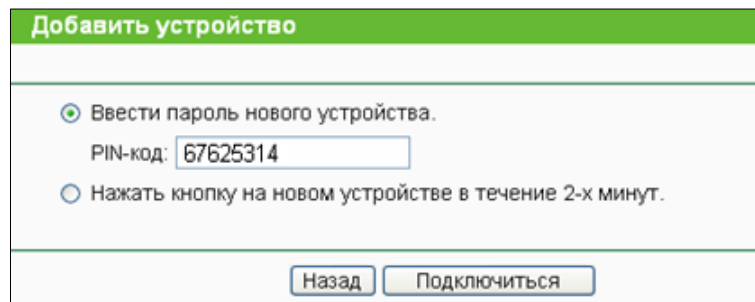 Добавить устройство
Ввести пароль нового устройства.
PIN-код: 67625314
Нажать кнопку на новом устройстве в течение 2-х минут.
Назад Подключиться